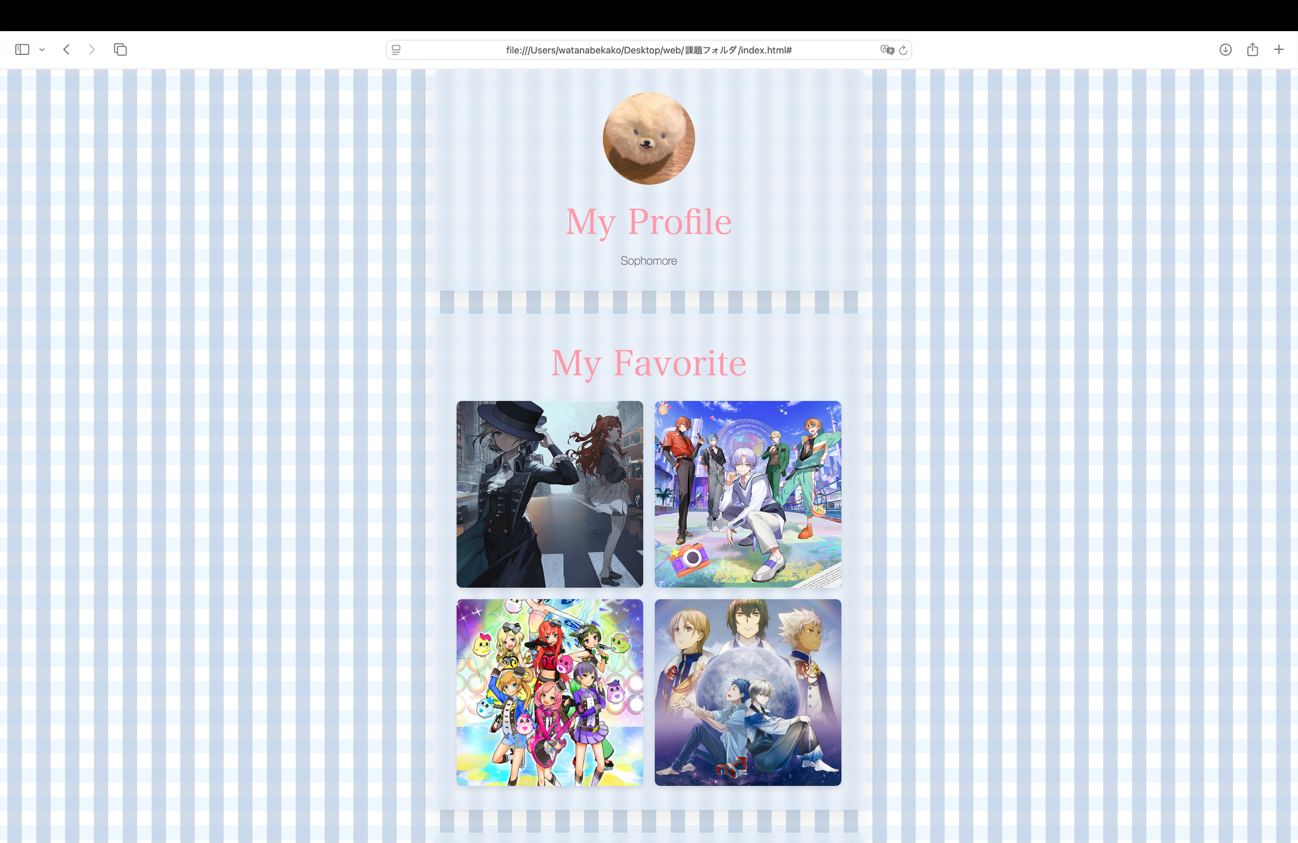 file:///Users/watanabekako/Desktop/web/課題フォルダ/index.html#
My Profile
Sophomore
My Favorite